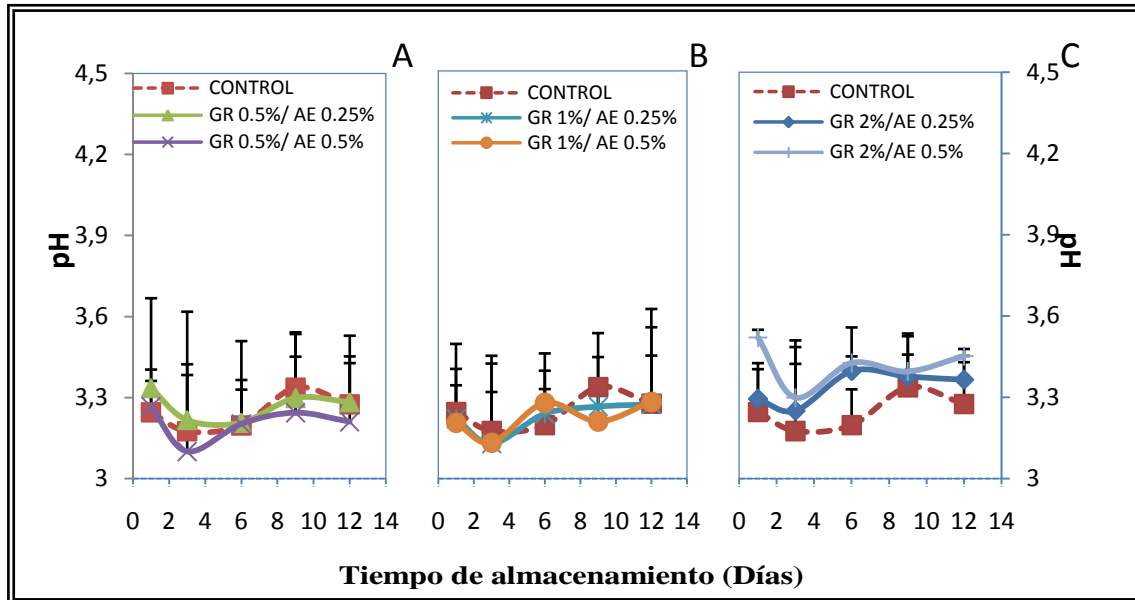 A
4,5
4,2
3,9
3,6
3,3
3
pH
CONTROL
GR 0.5%/ AE 0.25%
GR 0.5%/ AE 0.5%
0 2 4 6 8 10 12 14
B
CONTROL
GR 1%/ AE 0.25%
GR 1%/ AE 0.5%
0 2 4 6 8 10 12 14
C
CONTROL
GR 2%/AE 0.25%
GR 2%/AE 0.5%
0 2 4 6 8 10 12 14
4,5
4,2
3,9
3,6
3,3
3
pH
Tiempo de almacenamiento (Días)